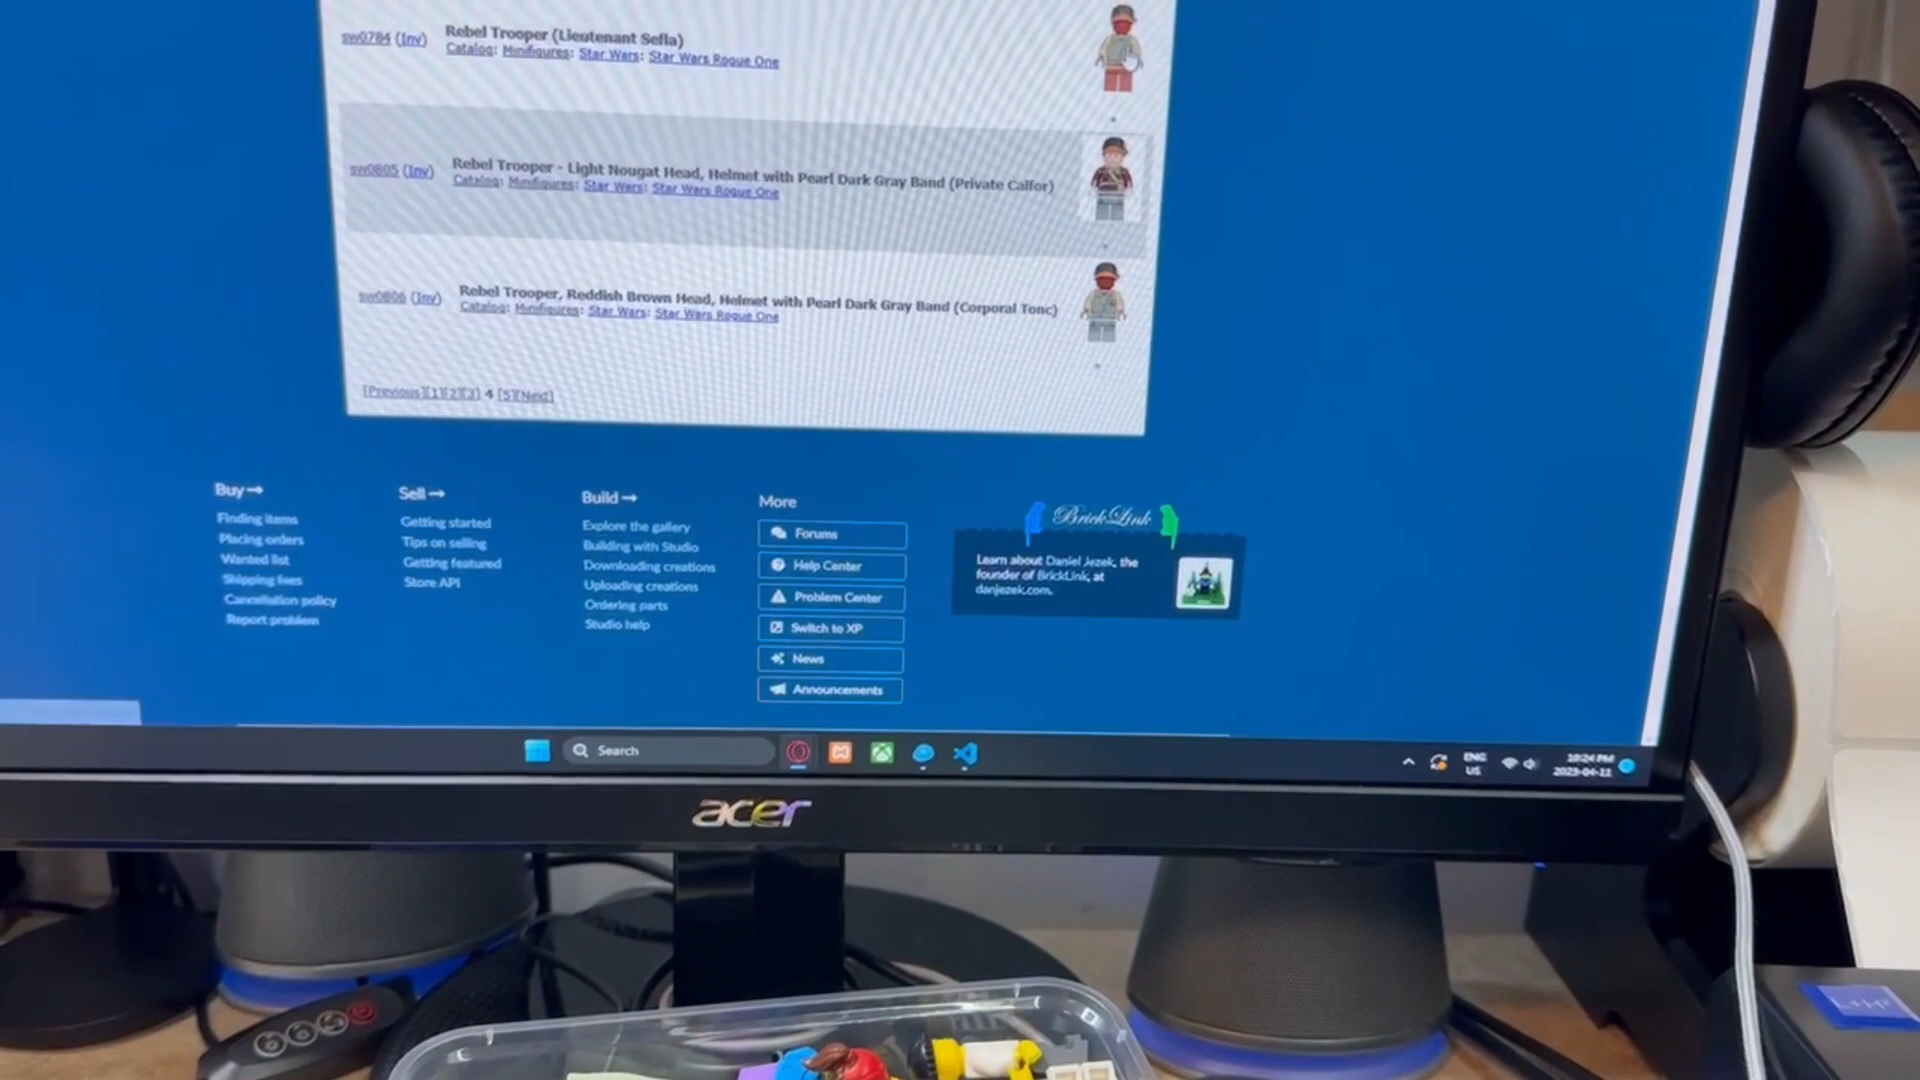 sw0784 (Inv)
Rebel Trooper (Lieutenant Sefla)
Catalog: Minifigures: Star Wars: Star Wars Rogue One
sw0805 (Inv)
Rebel Trooper - Light Nougat Head, Helmet with Pearl Dark Gray Band (Private Calfor)
Catalog: Minifigures: Star Wars: Star Wars Rogue One
sw0806 (Inv)
Rebel Trooper, Reddish Brown Head, Helmet with Pearl Dark Gray Band (Corporal Tonc)
Catalog: Minifigures: Star Wars: Star Wars Rogue One
[Previous][1][2][3] 4 [5][Next]
Buy→
Finding items
Placing orders
Wanted list
Shipping fees
Cancellation policy
Report problem
Sell→
Getting started
Tips on selling
Getting featured
Store API
Build→
Explore the gallery
Building with Studio
Downloading creations
Uploading creations
Ordering parts
Studio help
More
Forums
Help Center
Problem Center
Switch to XP
News
Announcements
BrickLink
Learn about Daniel Jezek, the
founder of BrickLink, at
danjezek.com.
Search
ENG
US
10:24 PM
2023-04-11
acer